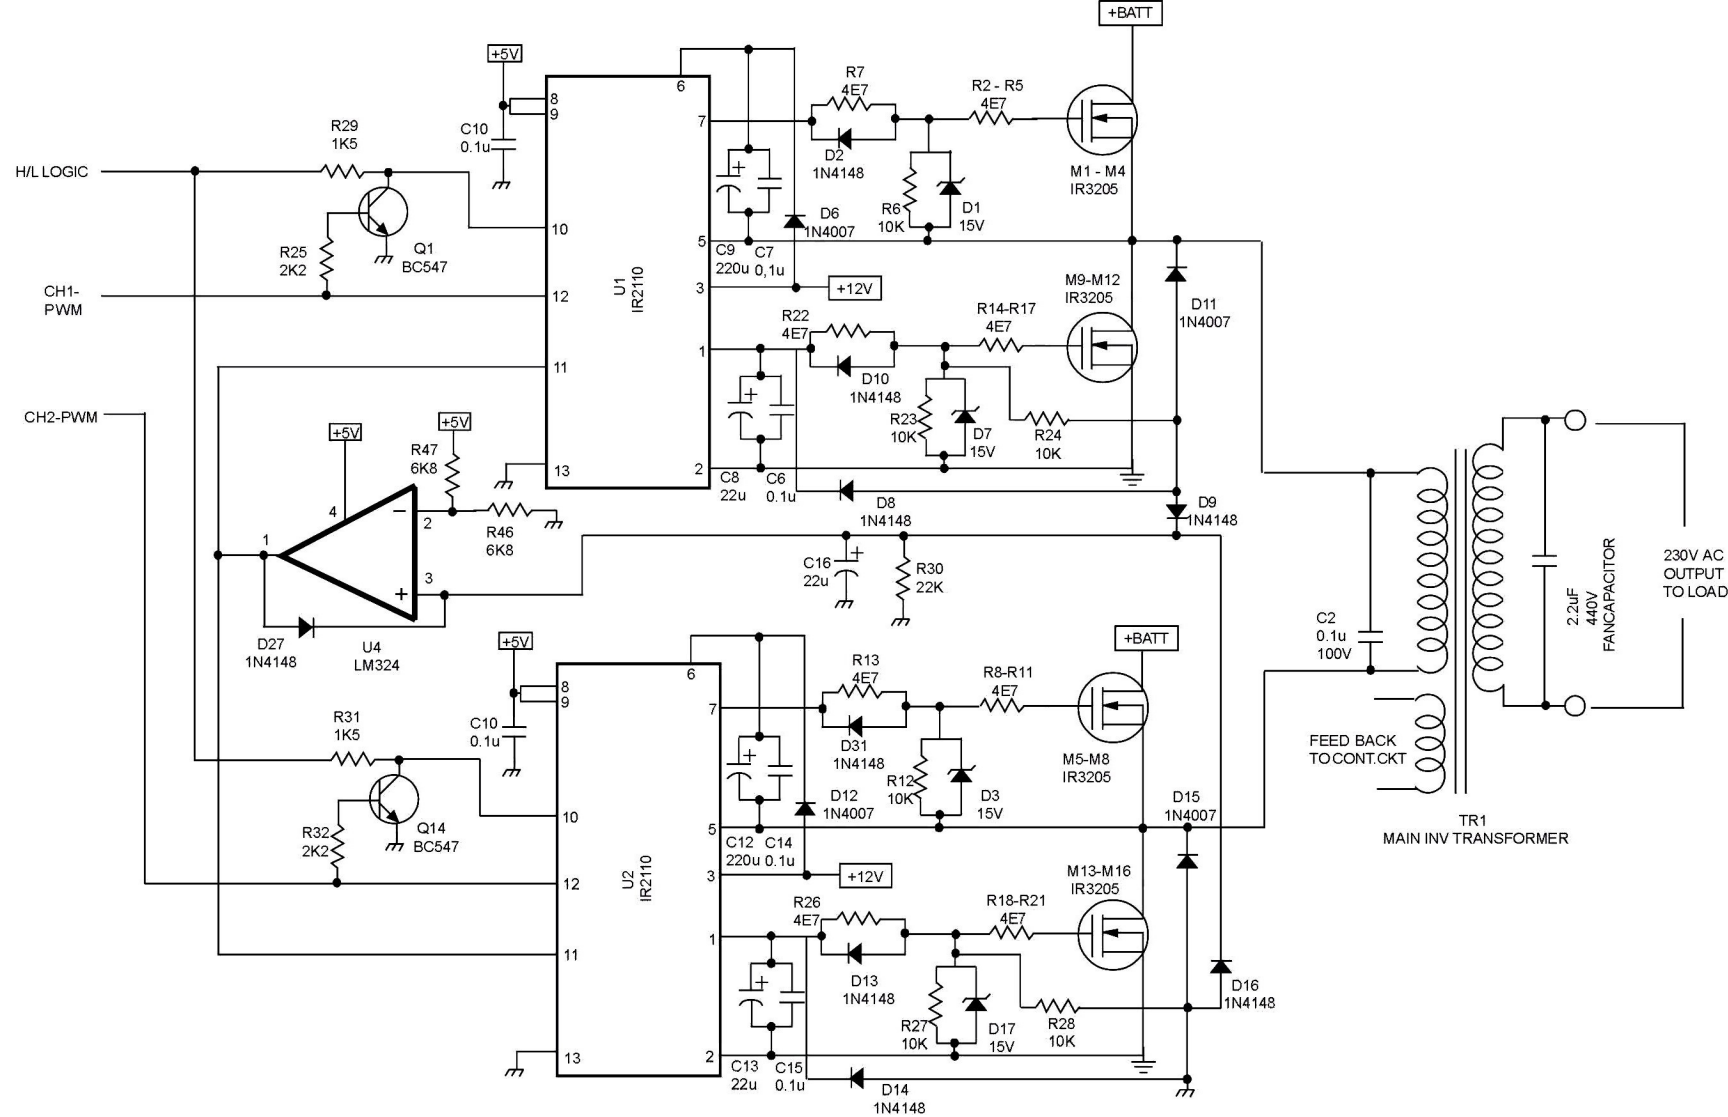 +BATT
+5V
6
R7
4E7
R2 - R5
4E7
8
9
7
C10
0.1u
R29
1K5
D2
1N4148
M1 - M4
IR3205
H/L LOGIC
10
R6
10K
D1
15V
D6
1N4007
Q1
BC547
R25
2K2
5
C9
220u
C7
0,1u
U1
IR2110
CH1-
PWM
12
3
+12V
M9-M12
IR3205
D11
1N4007
R22
4E7
R14-R17
4E7
1
11
D10
1N4148
CH2-PWM
+5V
+5V
R23
10K
D7
15V
R24
10K
R47
6K8
13
2
C8
22u
C6
0.1u
4
−
2
R46
6K8
D8
1N4148
D9
1N4148
1
3
+
C16
22u
R30
22K
2.2uF
440V
FANCAPACITOR
230V AC
OUTPUT
TO LOAD
D27
1N4148
U4
LM324
C2
0.1u
100V
+5V
+BATT
6
R13
4E7
R8-R11
4E7
8
9
7
C10
0.1u
R31
1K5
D31
1N4148
M5-M8
IR3205
FEED BACK
TO CONT.CKT
R12
10K
D3
15V
D12
1N4007
D15
1N4007
10
R32
2K2
Q14
BC547
5
C12
220u
C14
0.1u
TR1
MAIN INV TRANSFORMER
U2
IR2110
12
3
+12V
M13-M16
IR3205
R26
4E7
R18-R21
4E7
1
11
D13
1N4148
D16
1N4148
R27
10K
D17
15V
R28
10K
13
2
C13
22u
C15
0.1u
D14
1N4148